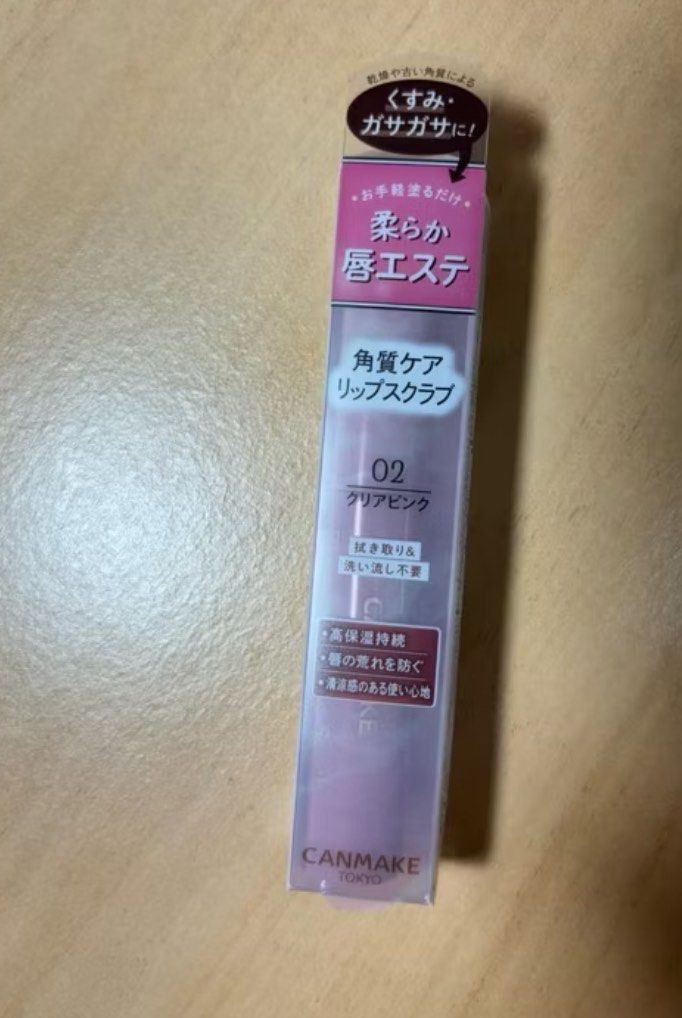 乾燥や古い角質による
くすみ・
ガサガサに!
お手軽塗るだけ
柔らか
唇エステ
角質ケア
リップスクラブ
02
クリアピンク
拭き取り&
洗い流し不要
・高保湿持続
・唇の荒れを防ぐ
・清涼感のある使い心地
CANMAKE
TOKYO